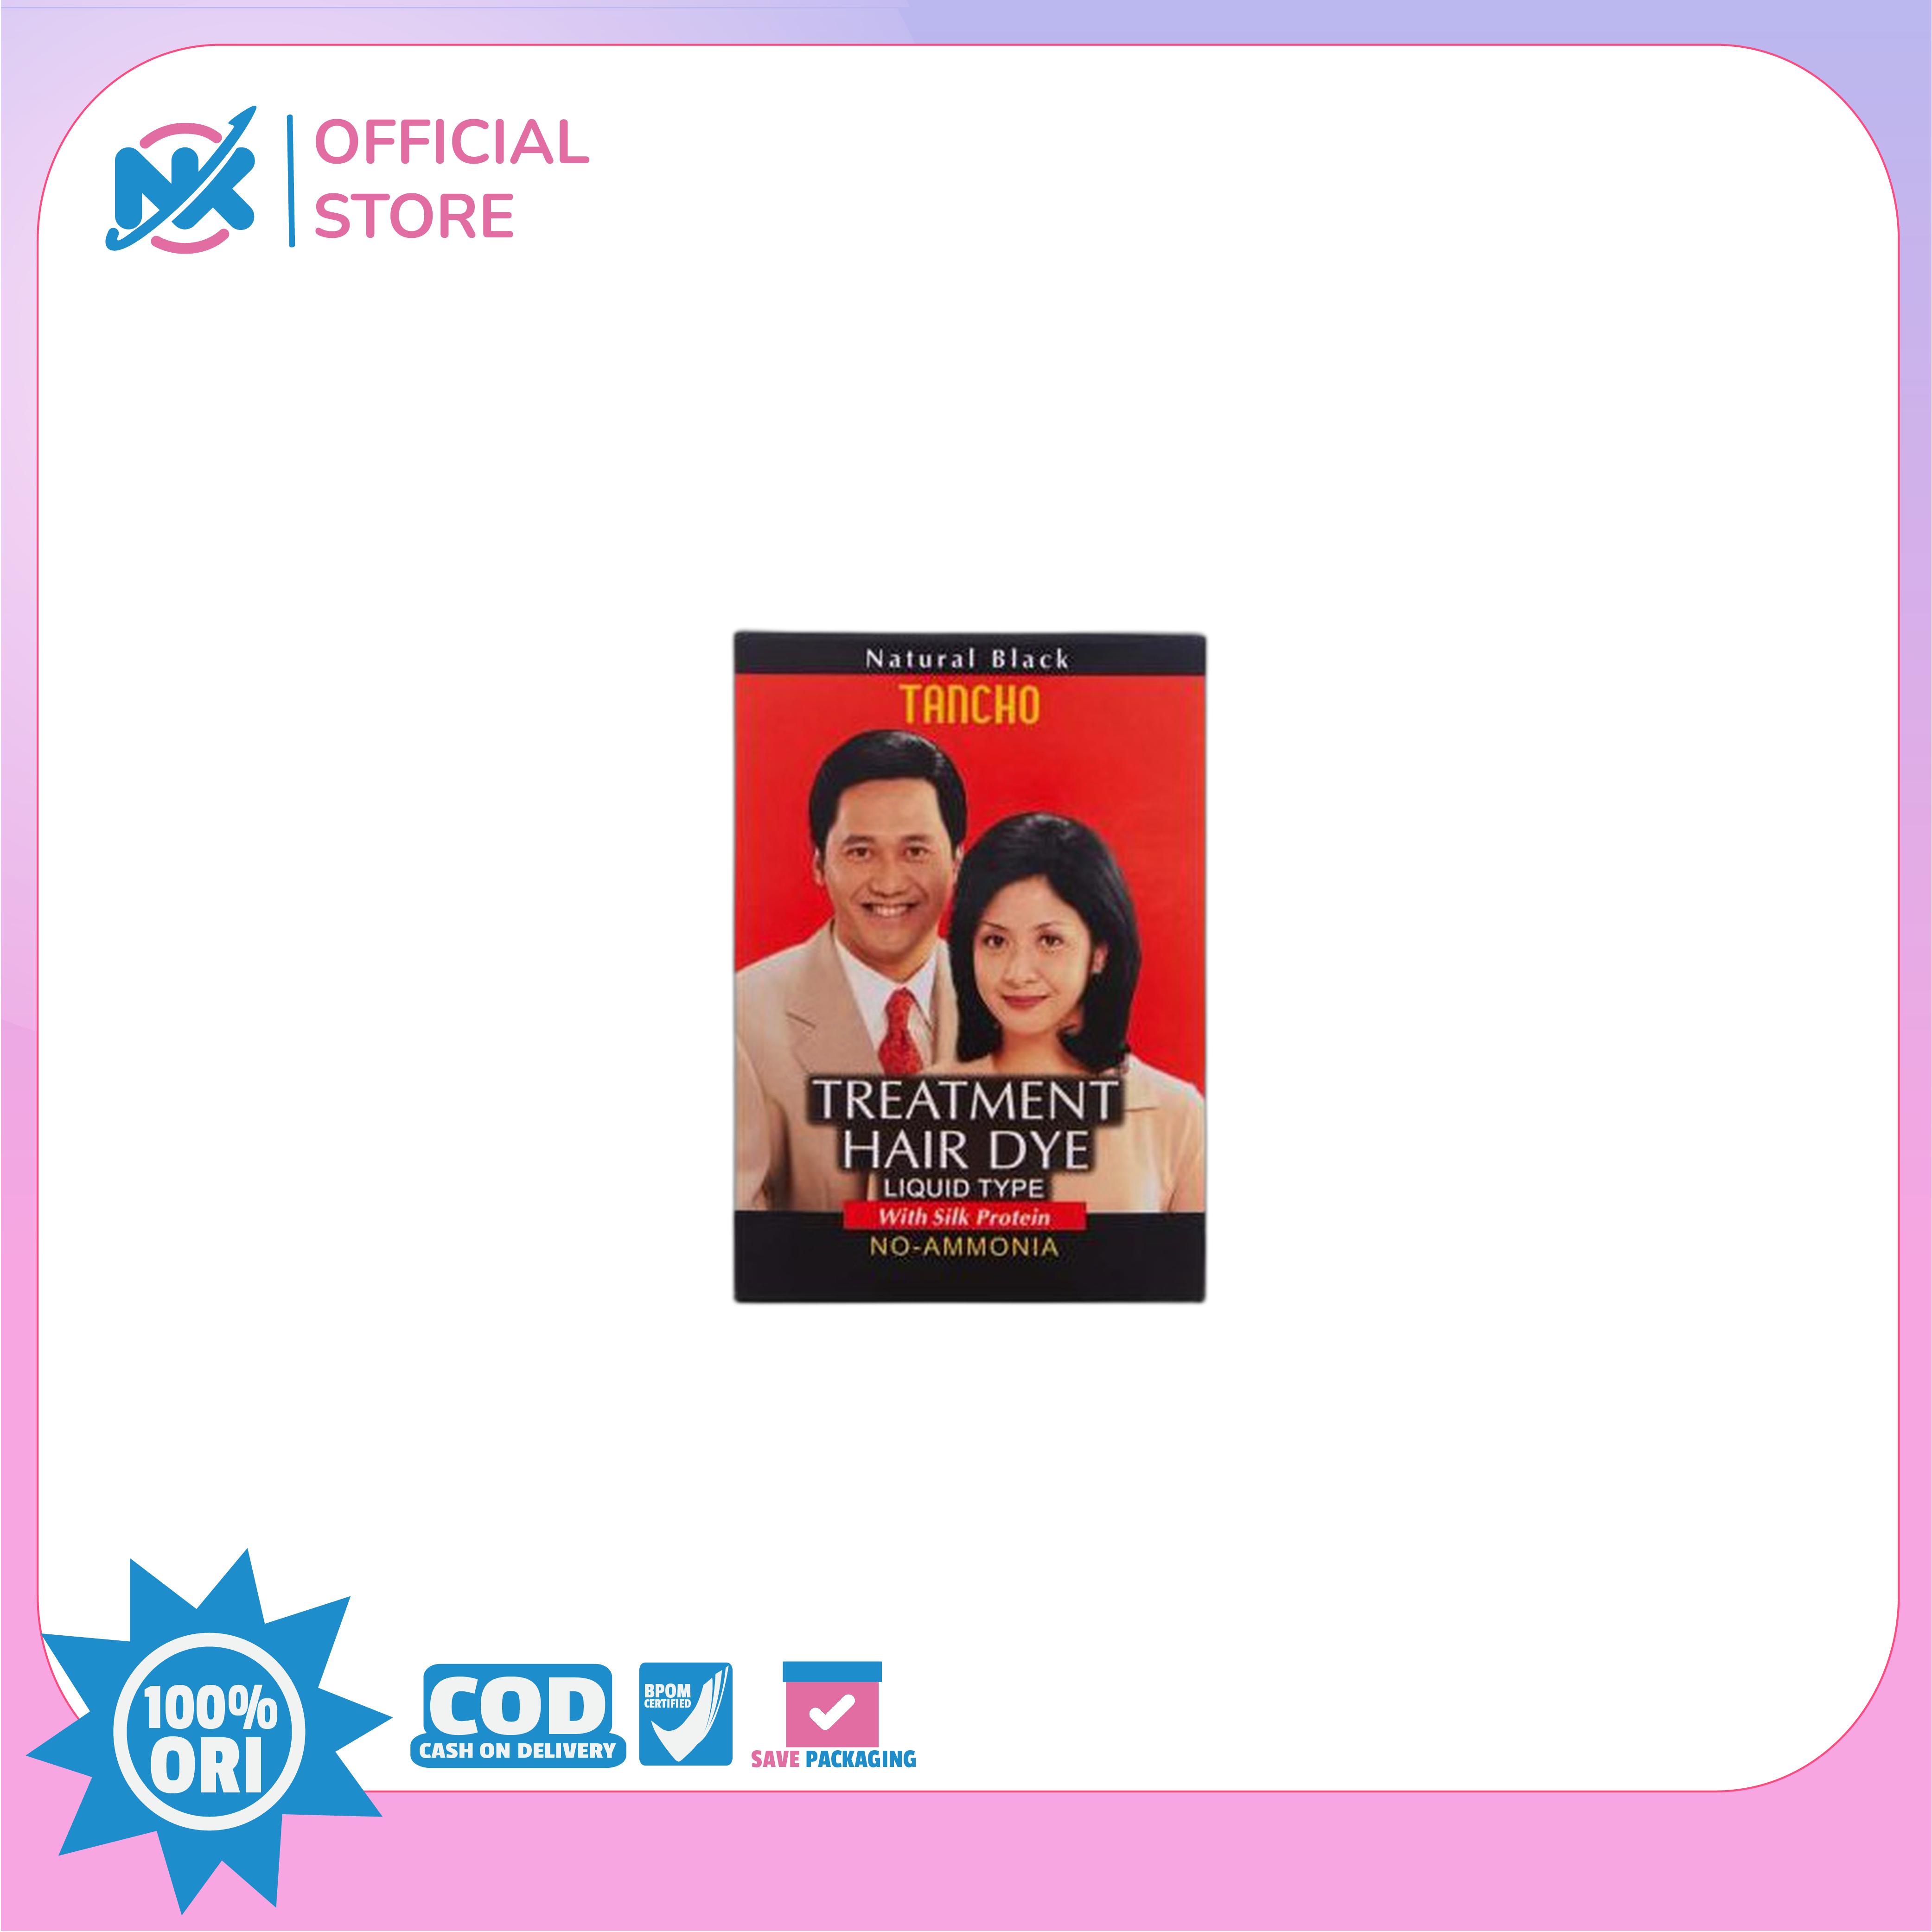 NK
OFFICIAL
STORE
Natural Black
TANCHO
TREATMENT
HAIR DYE
LIQUID TYPE
With Silk Protein
NO-AMMONIA
100%
ORI
COD
CASH ON DELIVERY
BPOM
CERTIFIED
SAVE PACKAGING